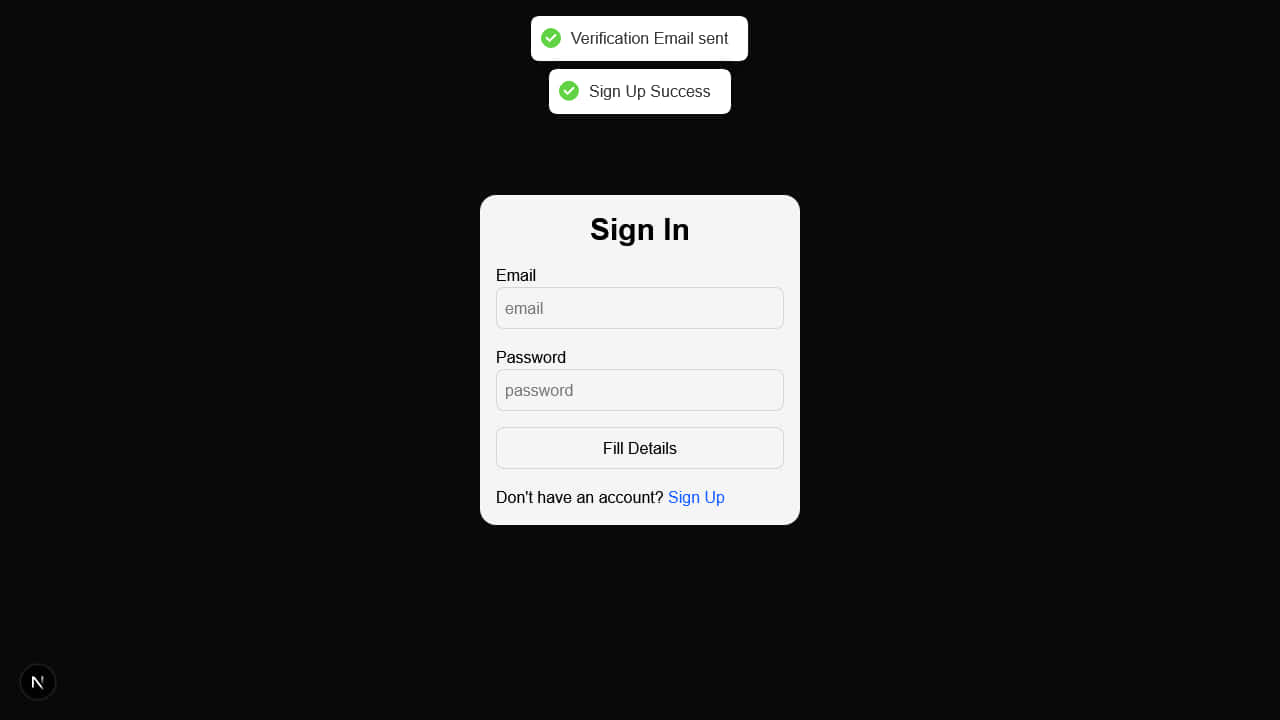 Verification Email sent
Sign Up Success
Sign In
Email
email
Password
password
Fill Details
Don't have an account? Sign Up
N